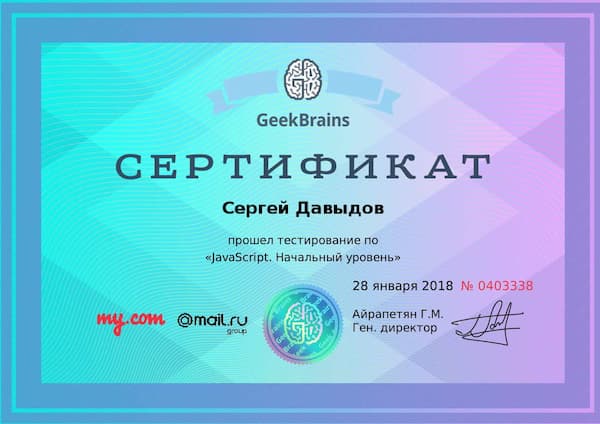 GeekBrains
СЕРТИФИКАТ
Сергей Давыдов
прошел тестирование по
«JavaScript. Начальный уровень»
28 января 2018 № 0403338
my.com @mail.ru
group
Айрапетян Г.М.
Ген. директор